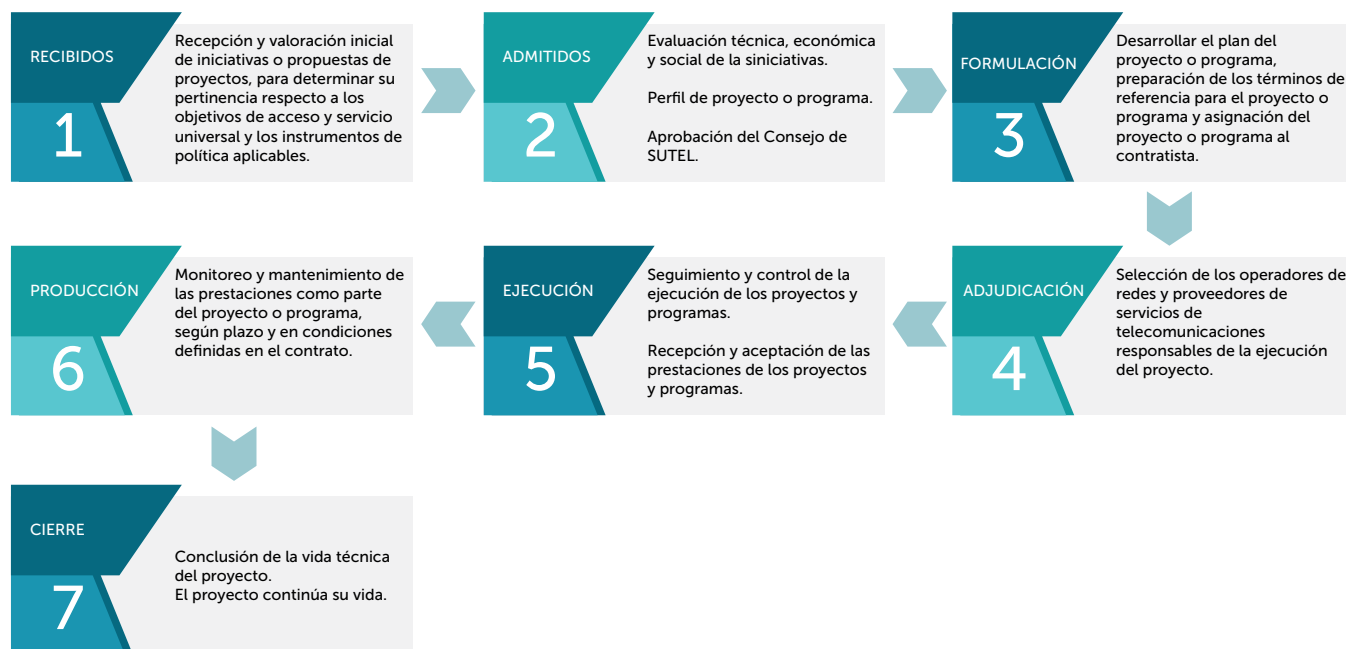 RECIBIDOS
1
Recepción y valoración inicial
de iniciativas o propuestas de
proyectos, para determinar su
pertinencia respecto a los
objetivos de acceso y servicio
universal y los instrumentos de
política aplicables.
ADMITIDOS
2
Evaluación técnica, económica
y social de la siniciativas.
Perfil de proyecto o programa.
Aprobación del Consejo de
SUTEL.
FORMULACIÓN
3
Desarrollar el plan del
proyecto o programa,
preparación de los términos de
referencia para el proyecto o
programa y asignación del
proyecto o programa al
contratista.
ADJUDICACIÓN
4
Selección de los operadores de
redes y proveedores de
servicios de
telecomunicaciones
responsables de la ejecución
del proyecto.
EJECUCIÓN
5
Seguimiento y control de la
ejecución de los proyectos y
programas.
Recepción y aceptación de las
prestaciones de los proyectos
y programas.
PRODUCCIÓN
6
Monitoreo y mantenimiento de
las prestaciones como parte
del proyecto o programa,
según plazo y en condiciones
definidas en el contrato.
CIERRE
7
Conclusión de la vida técnica
del proyecto.
El proyecto continúa su vida.